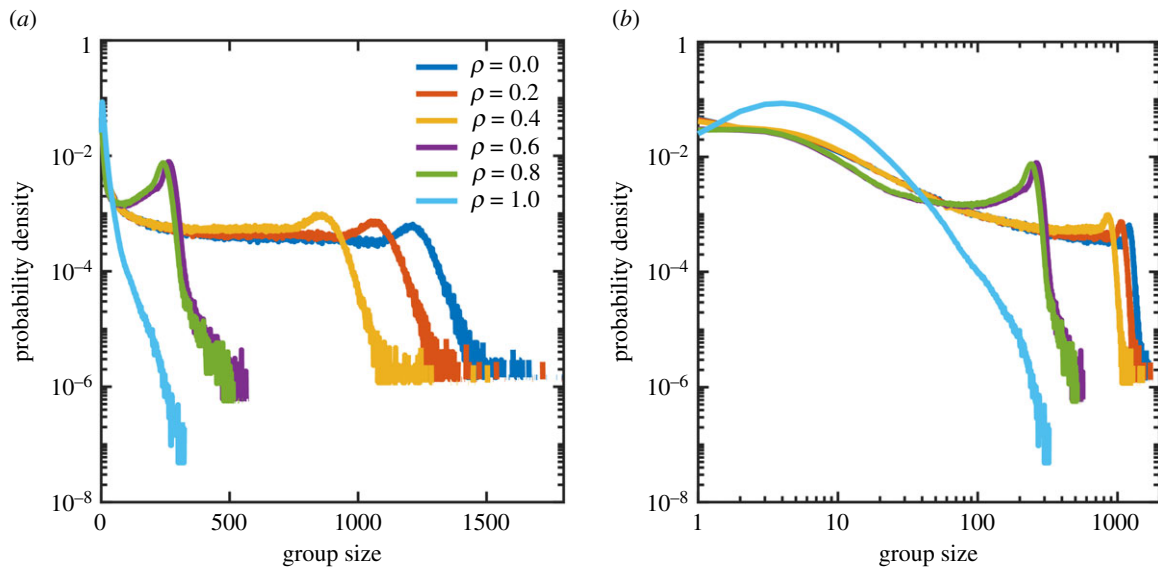 (a)
1
10⁻²
10⁻⁴
10⁻⁶
10⁻⁸
probability density
0
500
1000
1500
group size
ρ = 0.0
ρ = 0.2
ρ = 0.4
ρ = 0.6
ρ = 0.8
ρ = 1.0
(b)
1
10⁻²
10⁻⁴
10⁻⁶
10⁻⁸
probability density
1
10
100
1000
group size